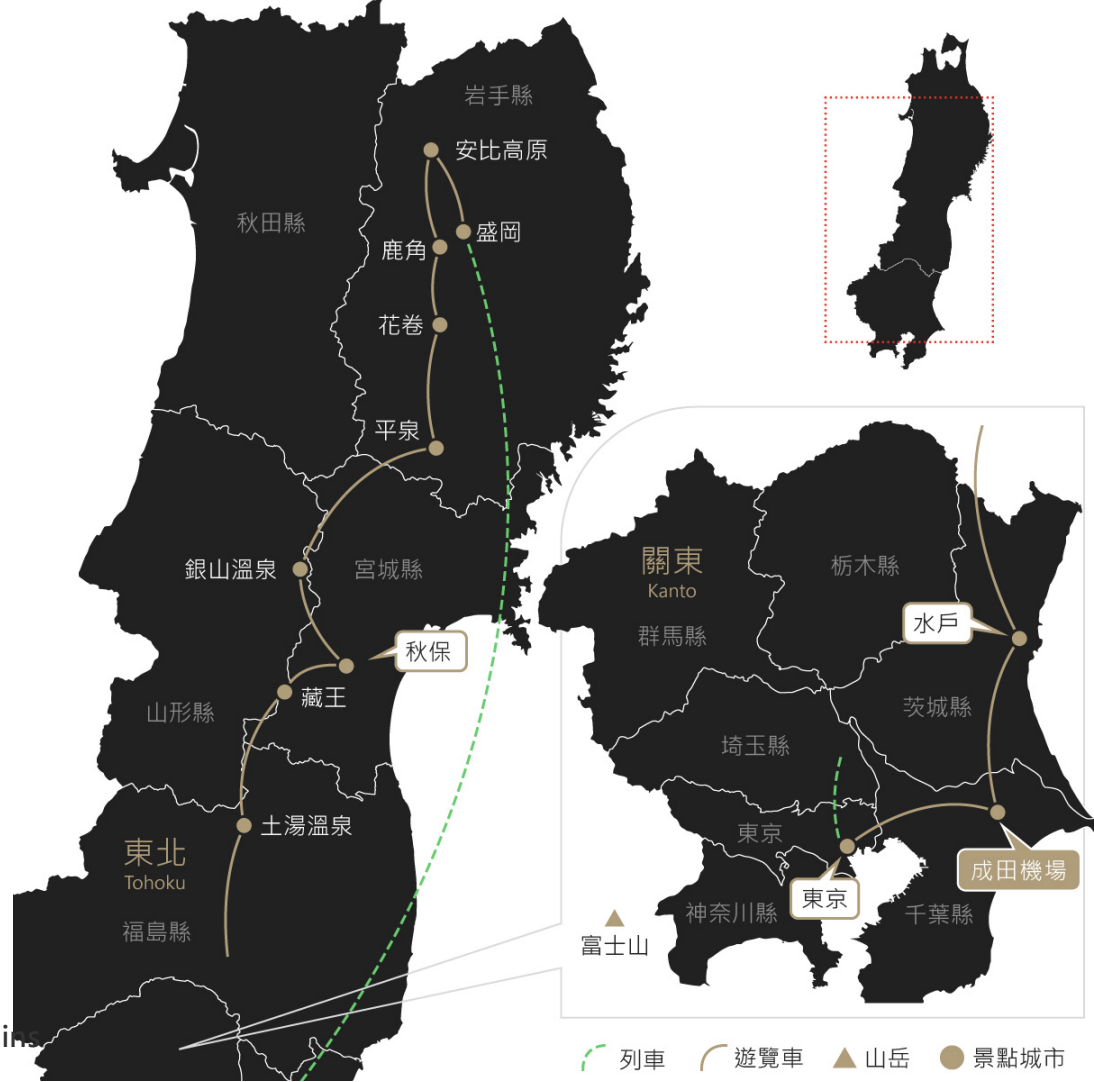 岩手縣
安比高原
秋田縣
盛岡
鹿角
花卷
平泉
銀山溫泉
宮城縣
秋保
藏王
山形縣
土湯溫泉
東北
Tohoku
福島縣
ins
關東
Kanto
栃木縣
群馬縣
水戶
茨城縣
埼玉縣
東京
成田機場
東京
神奈川縣
千葉縣
富士山
列車
遊覽車
山岳
景點城市